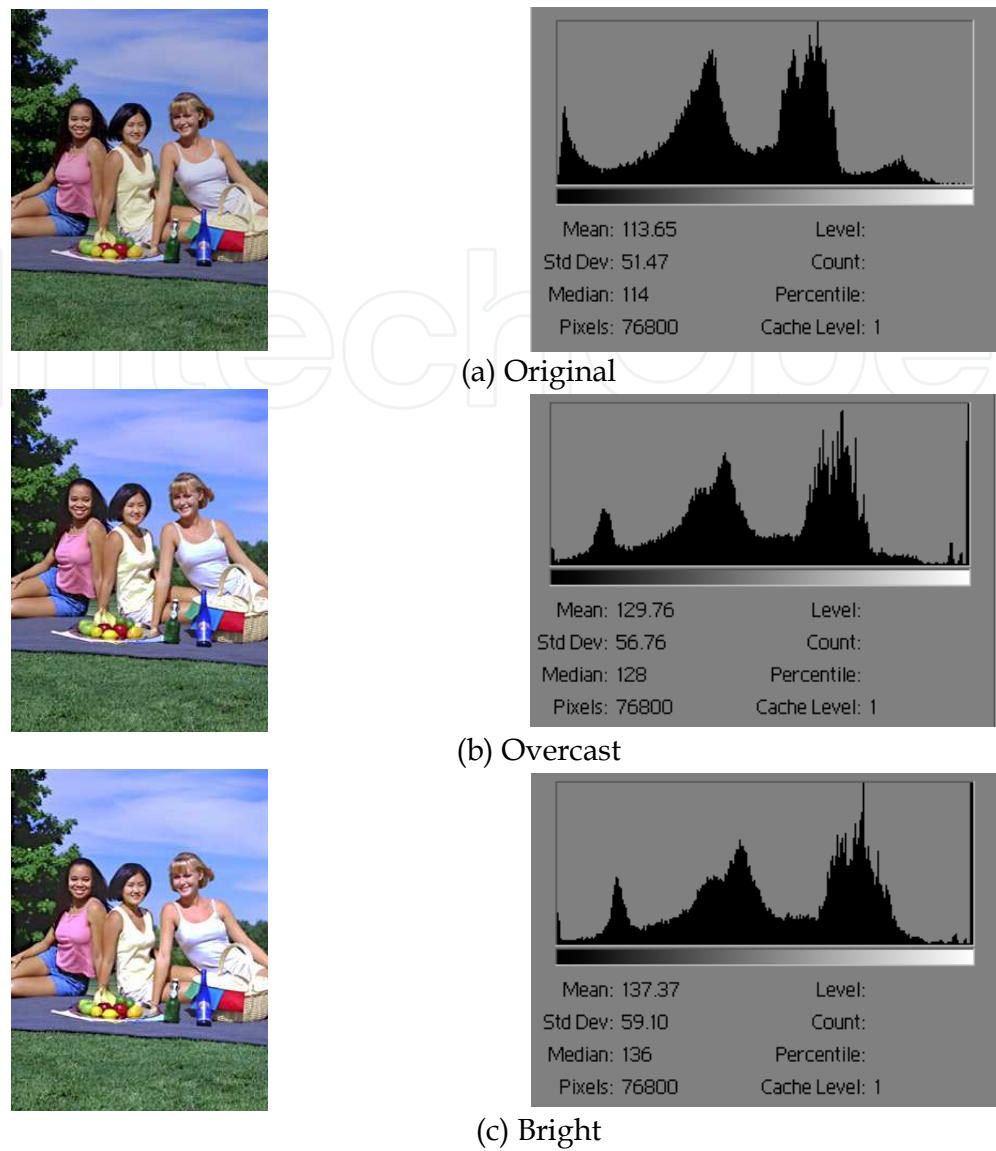 Mean: 113.65 Level:
Std Dev: 51.47 Count:
Median: 114 Percentile:
Pixels: 76800 Cache Level: 1
(a) Original
Mean: 129.76 Level:
Std Dev: 56.76 Count:
Median: 128 Percentile:
Pixels: 76800 Cache Level: 1
(b) Overcast
Mean: 137.37 Level:
Std Dev: 59.10 Count:
Median: 136 Percentile:
Pixels: 76800 Cache Level: 1
(c) Bright